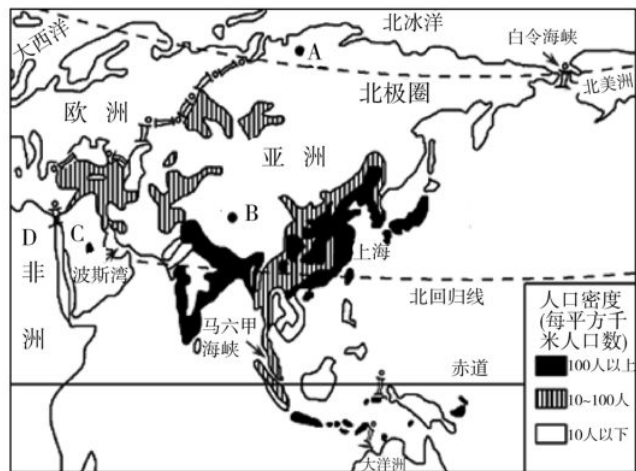 大西洋
北冰洋
A
白令海峡
北美洲
欧洲
北极圈
亚洲
B
D
C
波斯湾
上海
非洲
北回归线
马六甲
海峡
赤道
大洋洲
人口密度
(每平方千
米人口数)
100人以上
10~100人
10人以下